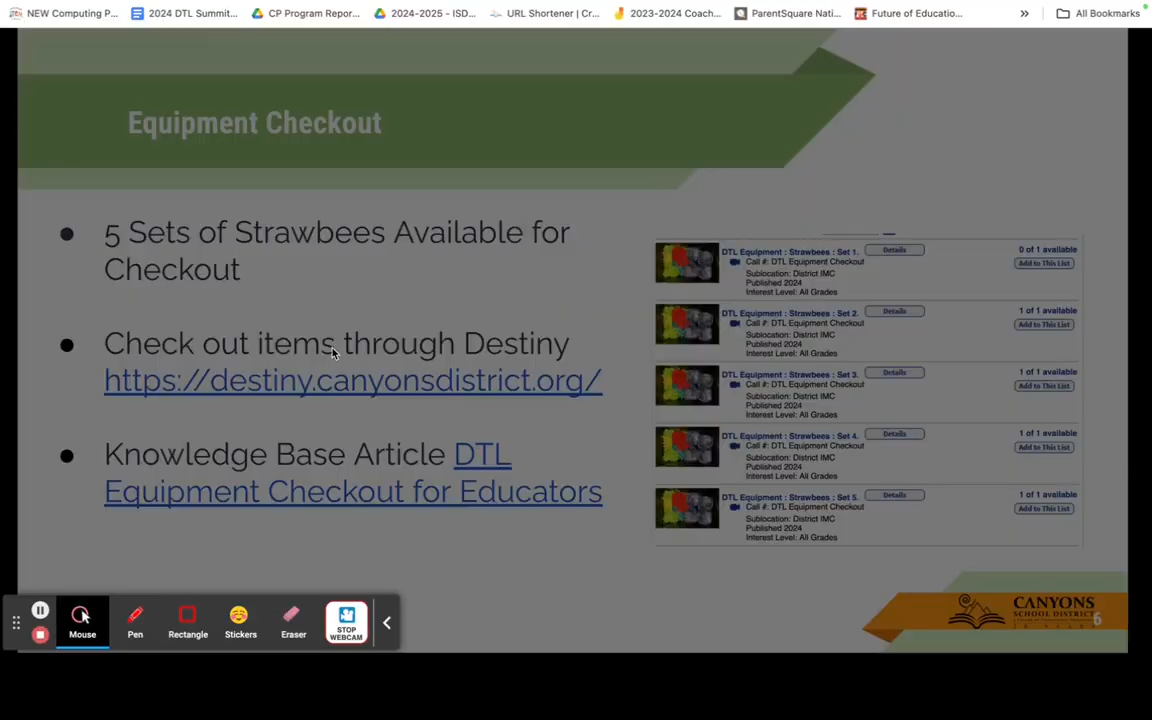 NEW Computing P...
2024 DTL Summit...
CP Program Repor...
2024-2025 - ISD...
URL Shortener | Cr...
2023-2024 Coach...
ParentSquare Nati...
Future of Educatio...
»
All Bookmarks
Equipment Checkout
● 5 Sets of Strawbees Available for
Checkout
● Check out items through Destiny
https://destiny.canyonsdistrict.org/
● Knowledge Base Article DTL
Equipment Checkout for Educators
DTL Equipment : Strawbees : Set 1. Details 0 of 1 available
Call #: DTL Equipment Checkout Add to This List
Sublocation: District IMC
Published 2024
Interest Level: All Grades
DTL Equipment : Strawbees : Set 2. Details 1 of 1 available
Call #: DTL Equipment Checkout Add to This List
Sublocation: District IMC
Published 2024
Interest Level: All Grades
DTL Equipment : Strawbees : Set 3. Details 1 of 1 available
Call #: DTL Equipment Checkout Add to This List
Sublocation: District IMC
Published 2024
Interest Level: All Grades
DTL Equipment : Strawbees : Set 4. Details 1 of 1 available
Call #: DTL Equipment Checkout Add to This List
Sublocation: District IMC
Published 2024
Interest Level: All Grades
DTL Equipment : Strawbees : Set 5. Details 1 of 1 available
Call #: DTL Equipment Checkout Add to This List
Sublocation: District IMC
Published 2024
Interest Level: All Grades
Mouse
Pen
Rectangle
Stickers
Eraser
STOP
WEBCAM
CANYONS
SCHOOL DISTRICT
6